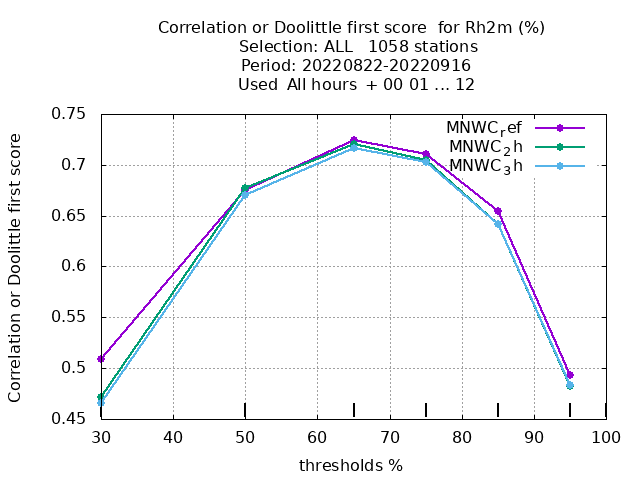 Correlation or Doolittle first score  for Rh2m (%)
Selection: ALL   1058 stations
Period: 20220822-20220916
Used  All hours  + 00 01 ... 12
Correlation or Doolittle first score
0.75
0.7
0.65
0.6
0.55
0.5
0.45
MNWC_ref
MNWC_2h
MNWC_3h
30 40 50 60 70 80 90 100
thresholds %